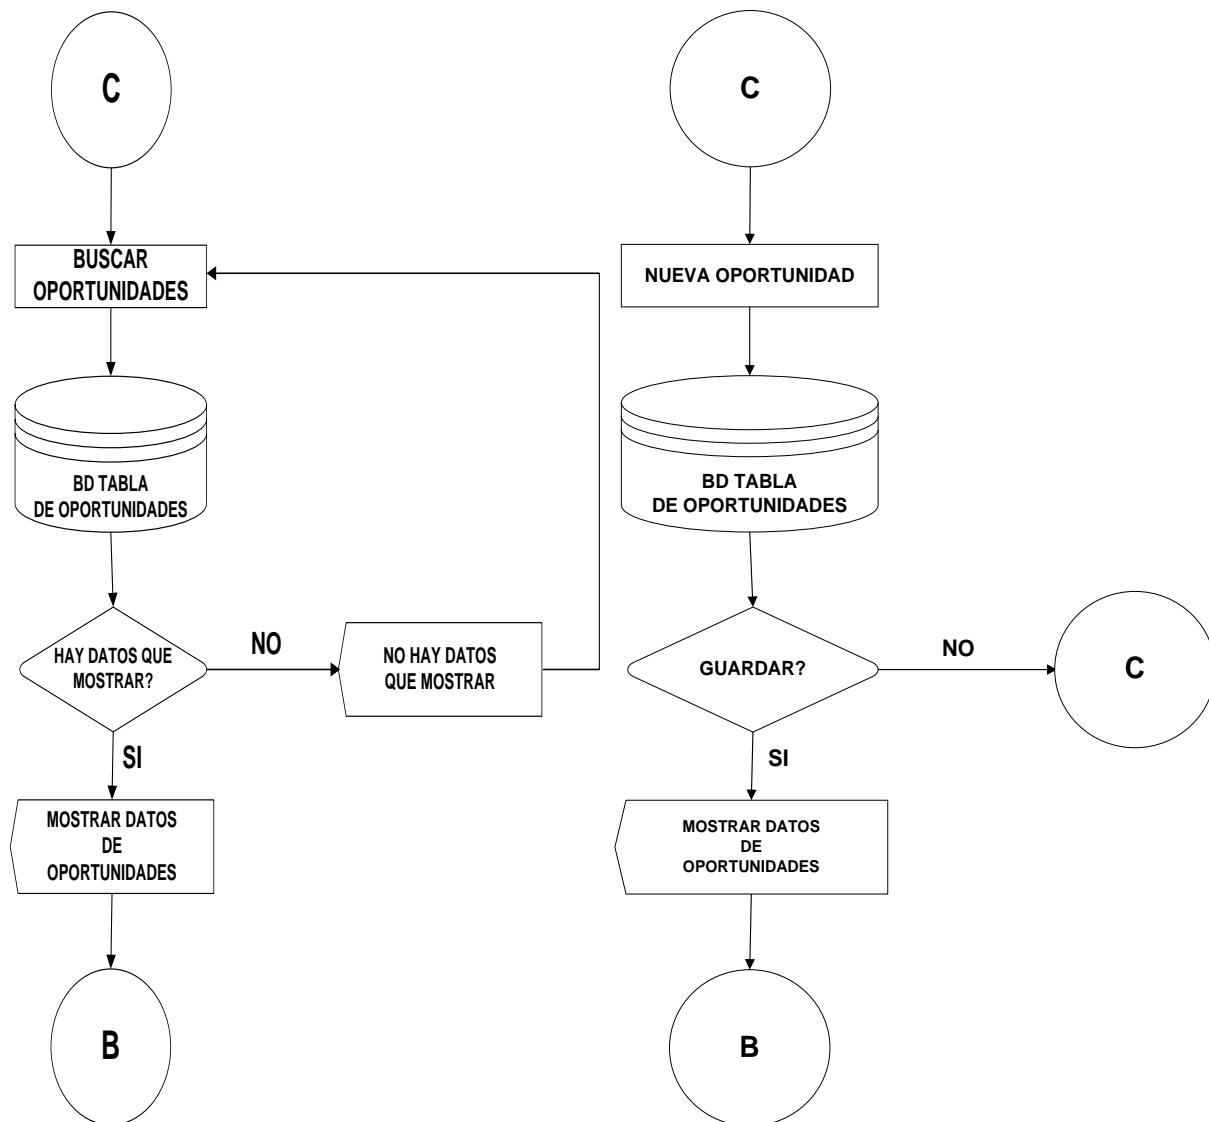 C
BUSCAR
OPORTUNIDADES
BD TABLA
DE OPORTUNIDADES
HAY DATOS QUE
MOSTRAR?
NO
NO HAY DATOS
QUE MOSTRAR
SI
MOSTRAR DATOS
DE
OPORTUNIDADES
B
C
NUEVA OPORTUNIDAD
BD TABLA
DE OPORTUNIDADES
GUARDAR?
NO
C
SI
MOSTRAR DATOS
DE
OPORTUNIDADES
B